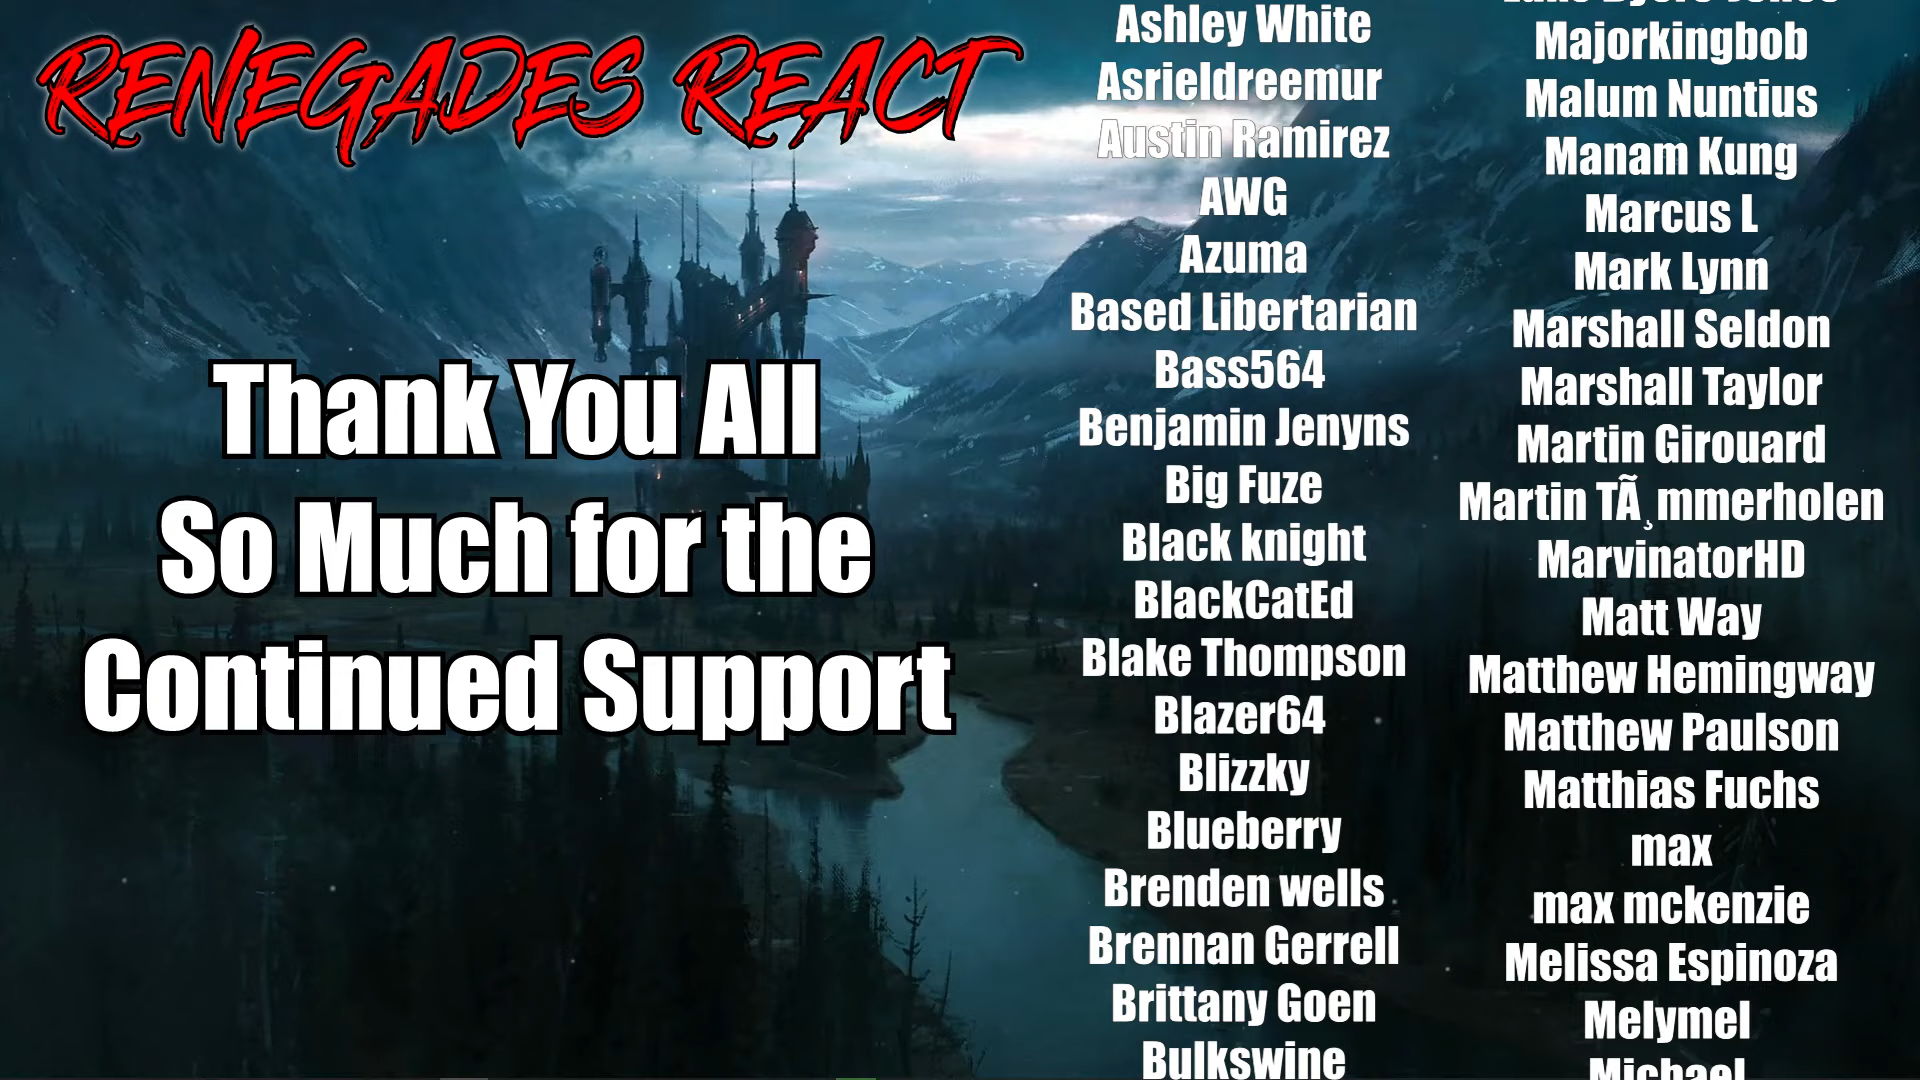 RENEGADES REACT
Thank You All
So Much for the
Continued Support
Ashley White
Asrieldreemur
Austin Ramirez
AWG
Azuma
Based Libertarian
Bass564
Benjamin Jenyns
Big Fuze
Black knight
BlackCatEd
Blake Thompson
Blazer64
Blizzky
Blueberry
Brenden wells
Brennan Gerrell
Brittany Goen
Bulkswine
Majorkingbob
Malum Nuntius
Manam Kung
Marcus L
Mark Lynn
Marshall Seldon
Marshall Taylor
Martin Girouard
Martin TÃ¸mmerholen
MarvinatorHD
Matt Way
Matthew Hemingway
Matthew Paulson
Matthias Fuchs
max
max mckenzie
Melissa Espinoza
Melymel
Michael